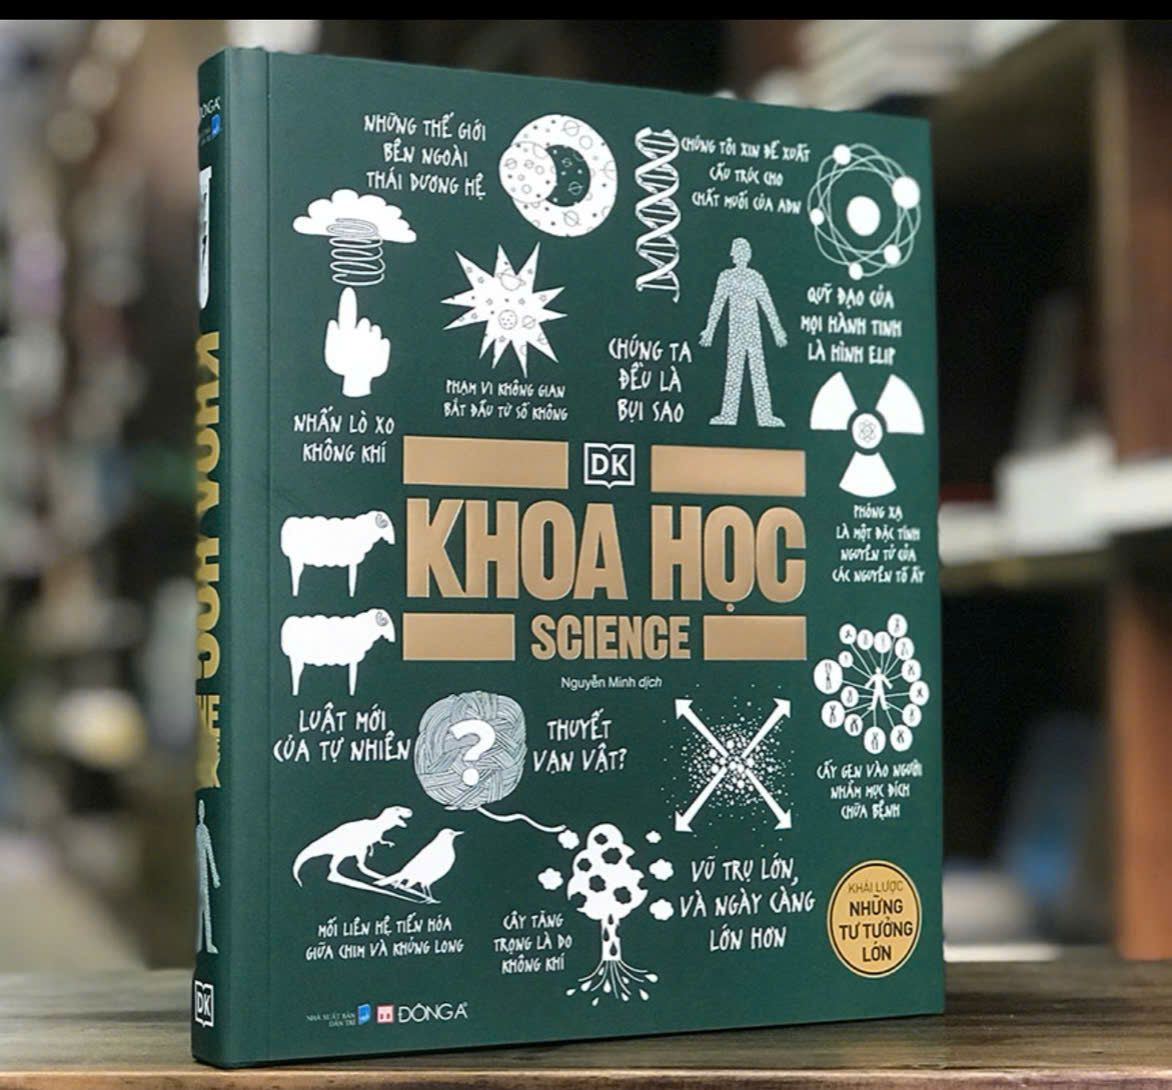 NHỮNG THẾ GIỚI
BÊN NGOÀI
THÁI DƯƠNG HỆ
CHÚNG TÔI XIN ĐỀ XUẤT
CẤU TRÚC CHO
CHẤT MUỐI CỦA ADN
QUỸ ĐẠO CỦA
MỌI HÀNH TINH
LÀ HÌNH ELIP
CHÚNG TA
ĐỀU LÀ
BỤI SAO
PHẠM VI KHÔNG GIAN
BẮT ĐẦU TỪ SỐ KHÔNG
NHẤN LÒ XO
KHÔNG KHÍ
DK
KHOA HỌC
SCIENCE
Nguyễn Minh dịch
PHÓNG XẠ
LÀ MỘT ĐẶC TÍNH
NGUYÊN TỬ CỦA
CÁC NGUYÊN TỐ ẤY
LUẬT MỚI
CỦA TỰ NHIÊN
?
THUYẾT
VẠN VẬT?
CẤY GEN VÀO NGƯỜI
NHẰM MỤC ĐÍCH
CHỮA BỆNH
MỐI LIÊN HỆ TIẾN HÓA
GIỮA CHIM VÀ KHỦNG LONG
CÂY TĂNG
TRỌNG LÀ DO
KHÔNG KHÍ
VŨ TRỤ LỚN,
VÀ NGÀY CÀNG
LỚN HƠN
KHÁI LƯỢC
NHỮNG
TƯ TƯỞNG
LỚN
NHÀ XUẤT BẢN
DÂN TRÍ
ĐÔNG A
ĐÔNG A
KHOA HỌC
DK